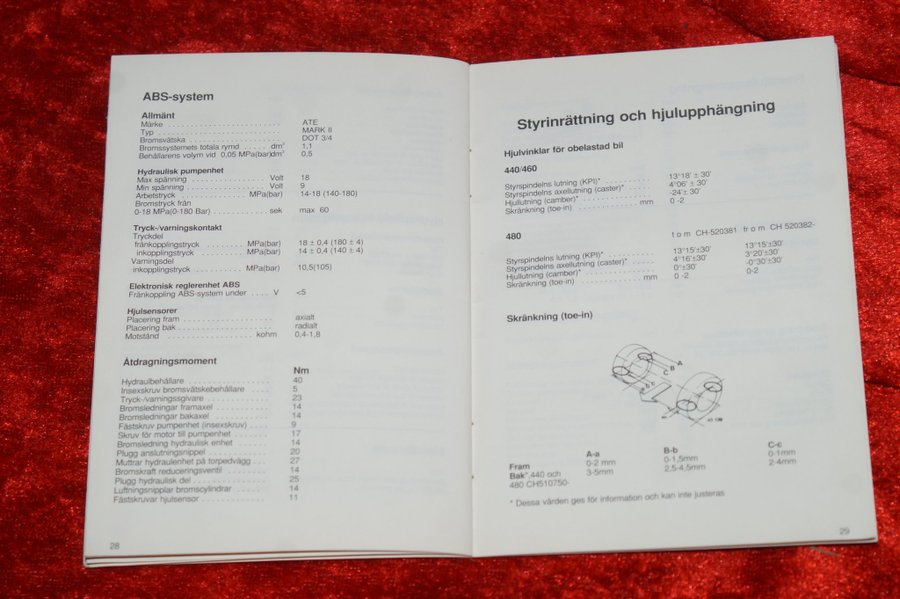 ABS-system
Allmänt
Märke ATE
Typ MARK II
Bromsvätska DOT 3/4
Bromssystemets totala rymd dm³ 1,1
Behållarens volym vid 0,05 MPa(bar)dm³ 0,5
Hydraulisk pumpenhet
Max spänning Volt 18
Min spänning Volt 9
Arbetstryck MPa(bar) 14-18 (140-180)
Bromstryck från
0-18 MPa(0-180 Bar) sek max 60
Tryck-/varningskontakt
Tryckdel
frånkopplingstryck MPa(bar) 18 ± 0,4 (180 ± 4)
inkopplingstryck MPa(bar) 14 ± 0,4 (140 ± 4)
Varningsdel
inkopplingstryck MPa(bar) 10,5(105)
Elektronisk reglerenhet ABS
Frånkoppling ABS-system under V <5
Hjulsensorer
Placering fram axialt
Placering bak radialt
Motstånd kohm 0,4-1,8
Åtdragningsmoment
Nm
Hydraulbehållare 40
Insexskruv bromsvätskebehållare 5
Tryck-/varningssgivare 23
Bromsledningar framaxel 14
Bromsledningar bakaxel 14
Fästskruv pumpenhet (insexskruv) 9
Skruv för motor till pumpenhet 17
Bromsledning hydraulisk enhet 14
Plugg anslutningsnippel 20
Muttrar hydraulenhet på torpedvägg 27
Bromskraft reduceringsventil 14
Plugg hydraulisk del 25
Luftningsnipplar bromscylindrar 14
Fästskruvar hjulsensor 11
28
Styrinrättning och hjulupphängning
Hjulvinklar för obelastad bil
440/460
Styrspindelns lutning (KPI)* 13°18' ± 30'
Styrspindelns axellutning (caster)* 4°06' ± 30'
Hjullutning (camber)* -24'± 30'
Skränkning (toe-in) mm 0 -2
480 t o m CH-520381 fr o m CH 520382-
Styrspindelns lutning (KPI)* 13°15'±30' 13°15'±30'
Styrspindelns axellutning (caster)* 4°16'±30' 3°20'±30'
Hjullutning (camber)* 0°±30' -0°30'±30'
Skränkning (toe-in) mm 0 -2 0-2
Skränkning (toe-in)
A
B
C
a b c
A-a B-b C-c
Fram 0-2 mm 0-1,5mm 0-1mm
Bak*,440 och 3-5mm 2,5-4,5mm 2-4mm
480 CH510750-
* Dessa värden ges för information och kan inte justeras
29